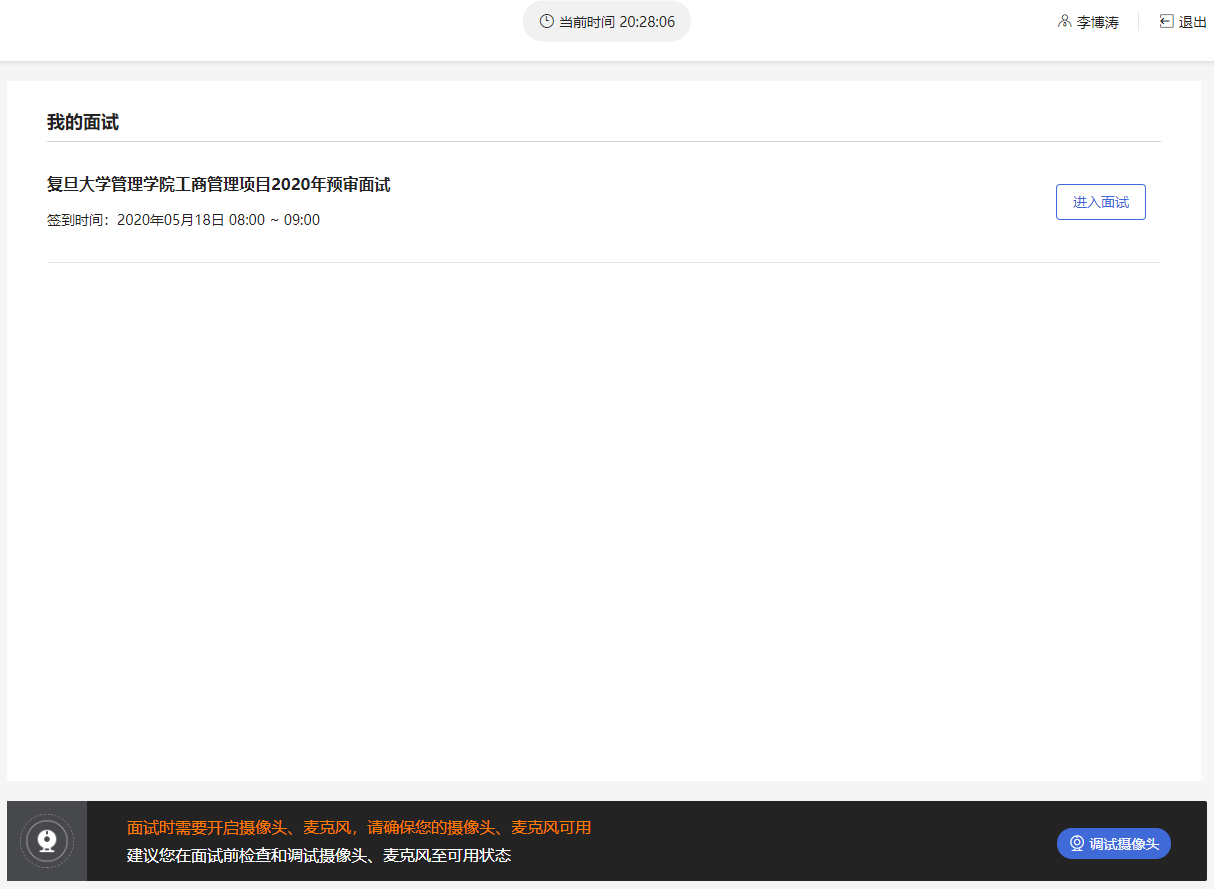 当前时间 20:28:06
李博涛
退出
我的面试
复旦大学管理学院工商管理项目2020年预审面试
签到时间：2020年05月18日 08:00 ~ 09:00
进入面试
面试时需要开启摄像头、麦克风，请确保您的摄像头、麦克风可用
建议您在面试前检查和调试摄像头、麦克风至可用状态
调试摄像头